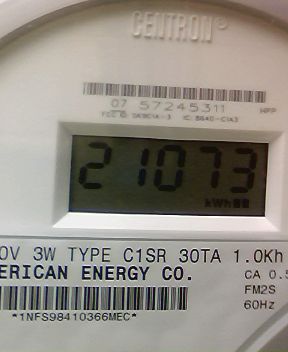 CENTRON®
07 57245311
HPP
21073
kWh
0V 3W TYPE C1SR 30TA 1.0Kh
ERICAN ENERGY CO.
CA 0.5
FM2S
60Hz
*1NFS98410366MEC*